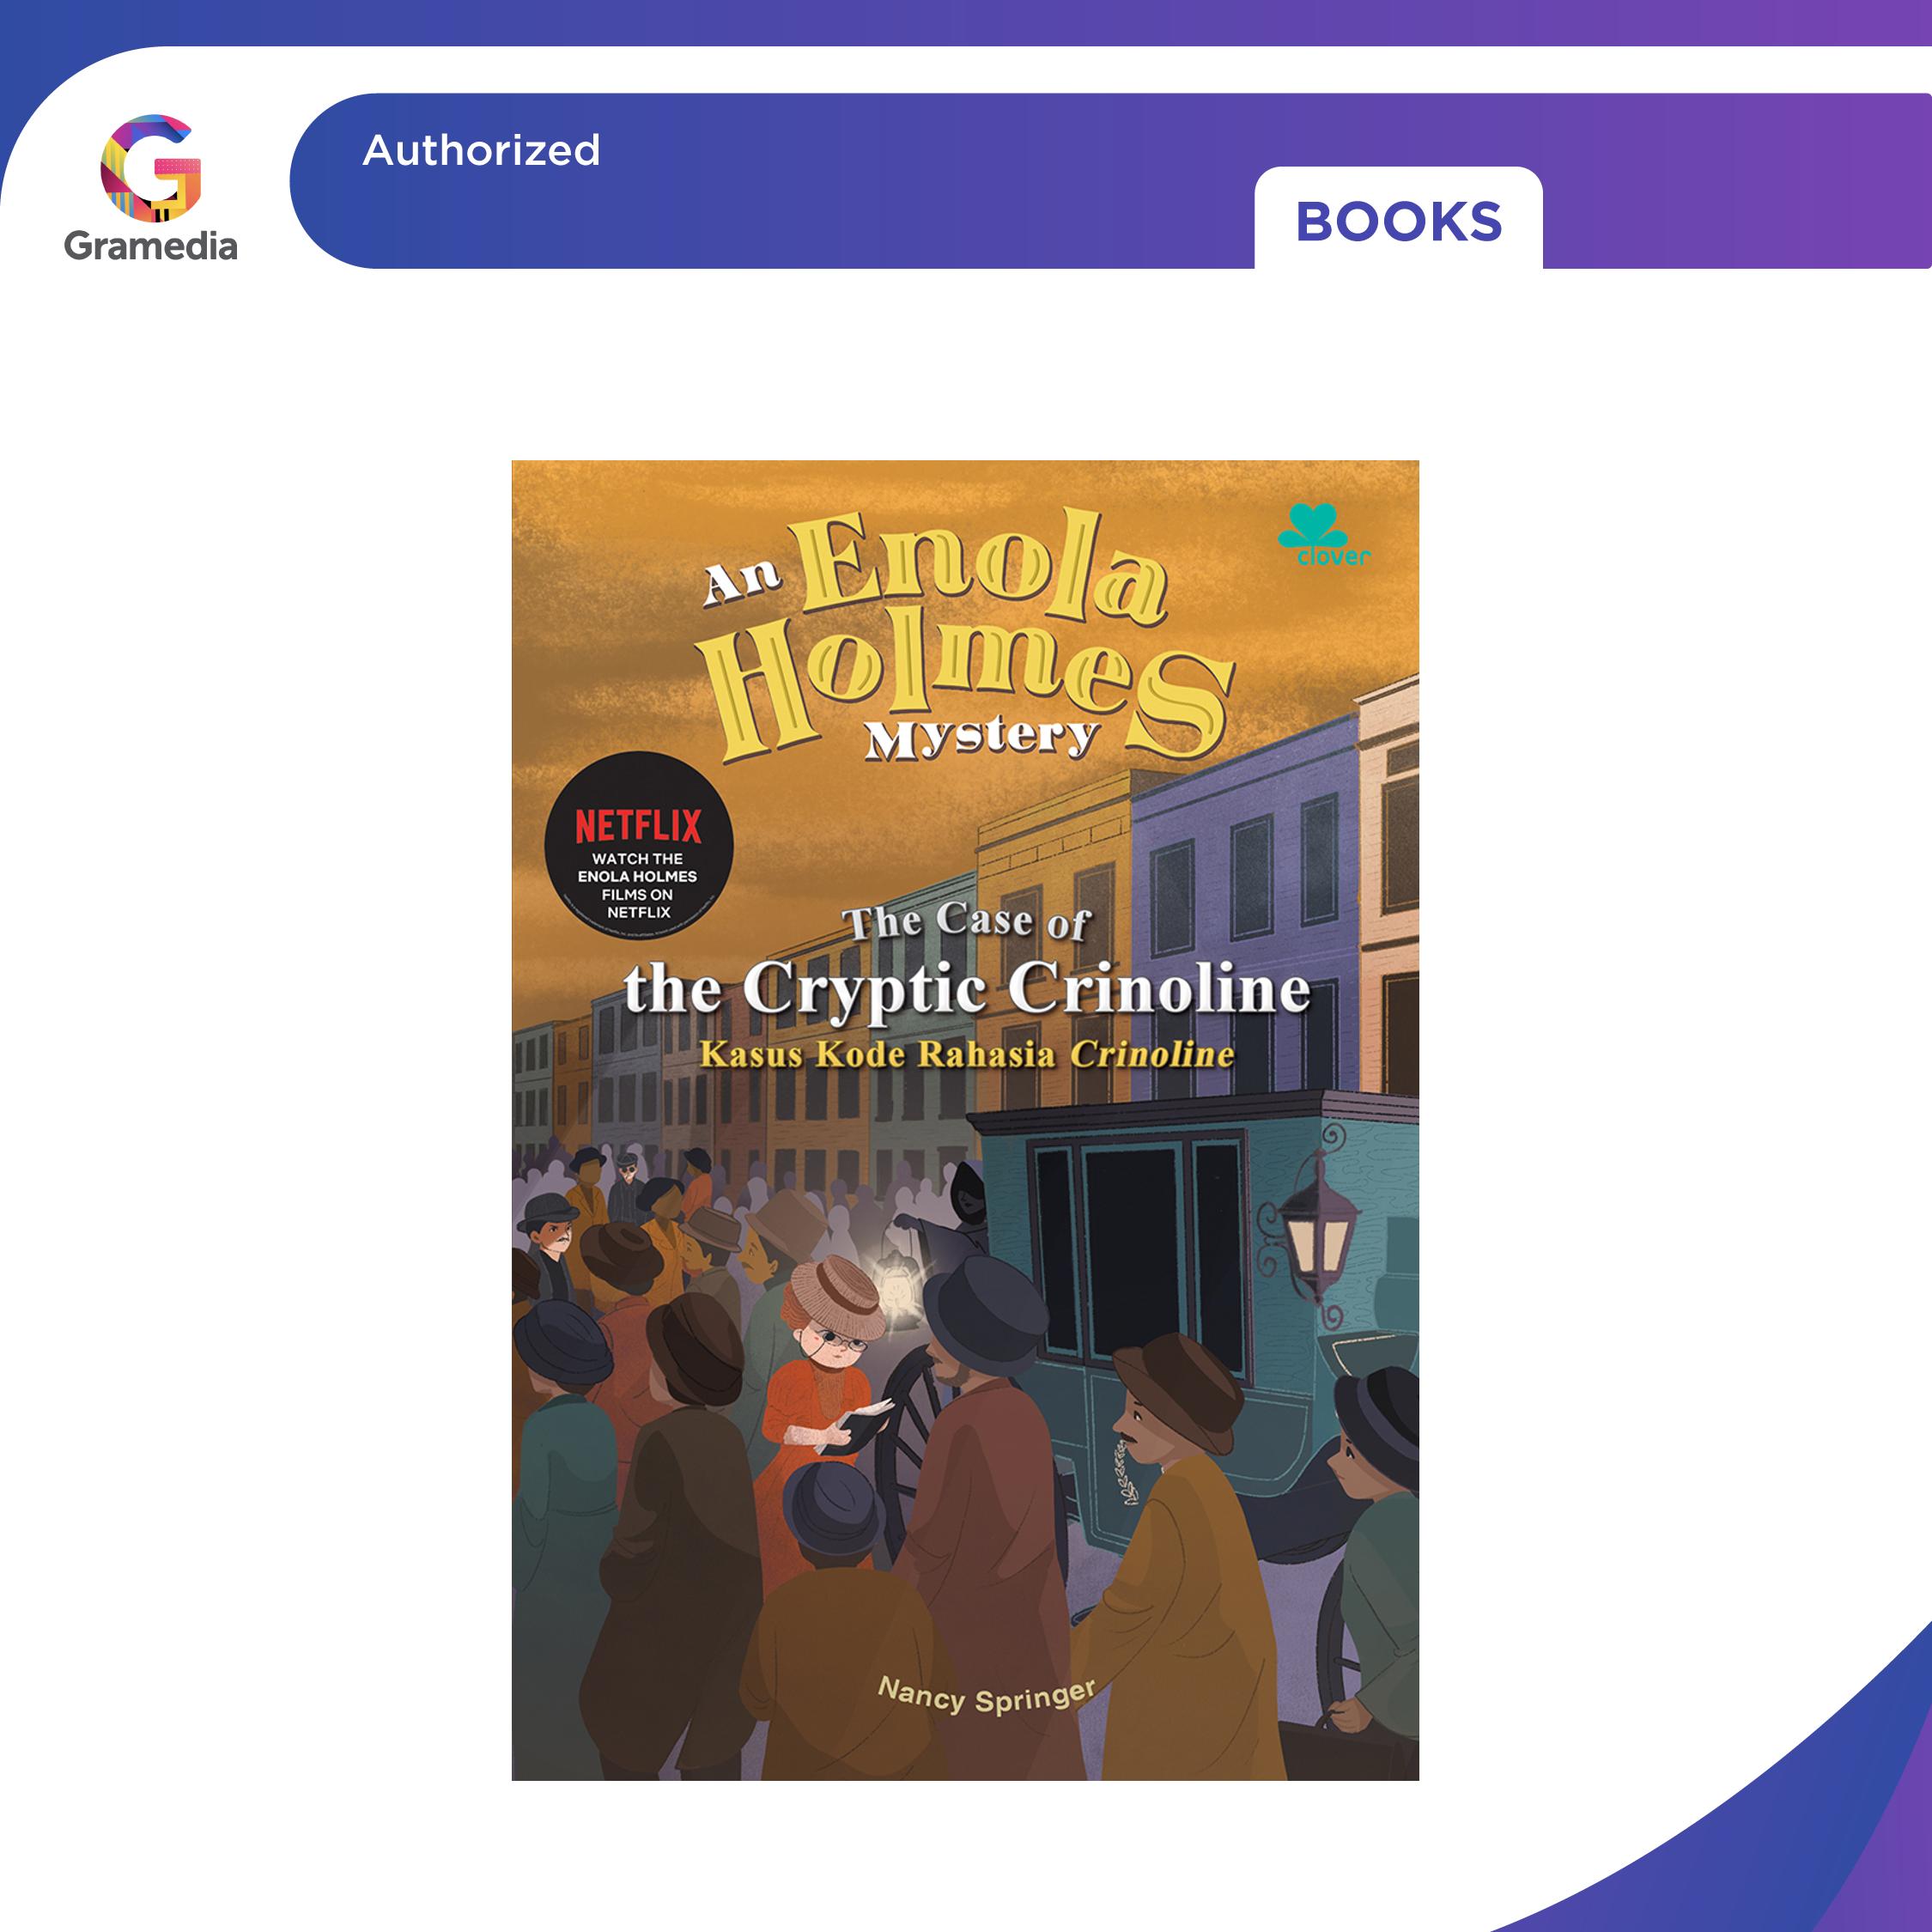 Gramedia
Authorized
BOOKS
An Enola
Holmes
Mystery
clover
NETFLIX
WATCH THE
ENOLA HOLMES
FILMS ON
NETFLIX
The Case of
the Cryptic Crinoline
Kasus Kode Rahasia Crinoline
Nancy Springer